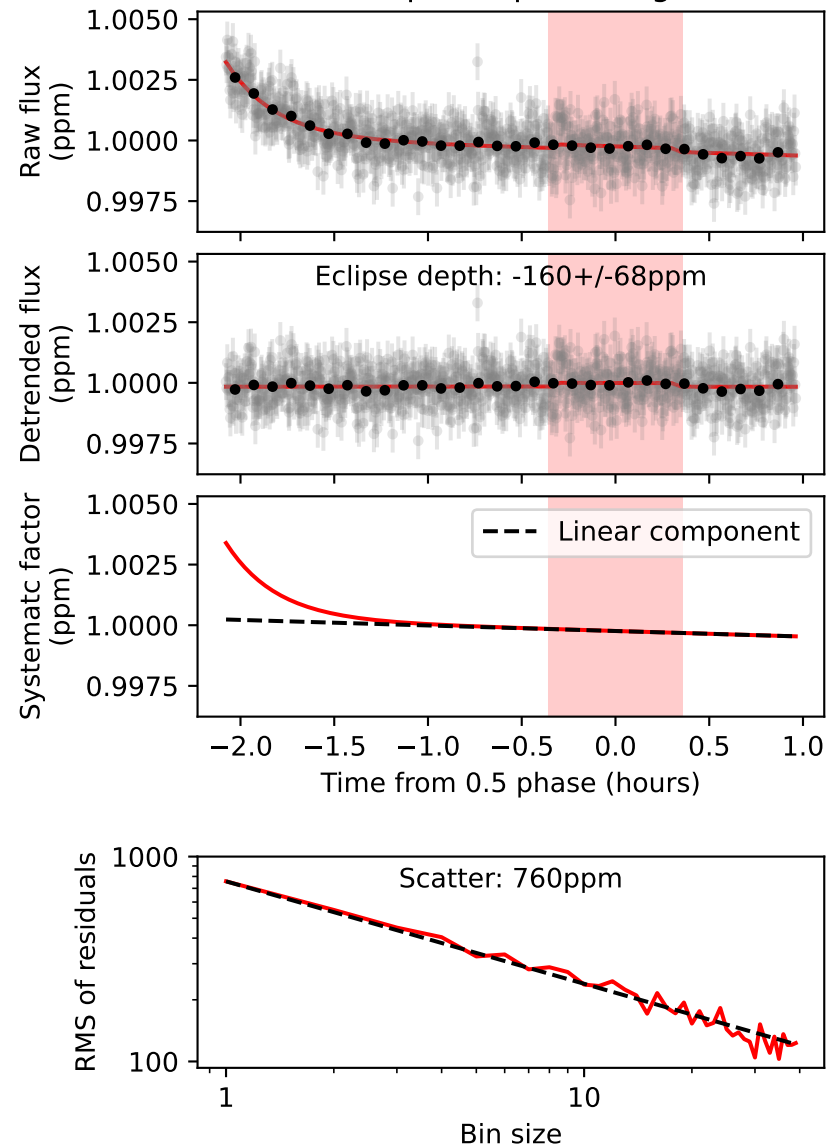 1.0050
1.0025
1.0000
0.9975
Raw flux
(ppm)
1.0050
1.0025
1.0000
0.9975
Detrended flux
(ppm)
Eclipse depth: -160+/-68ppm
1.0050
1.0025
1.0000
0.9975
Systematc factor
(ppm)
Linear component
−2.0 −1.5 −1.0 −0.5 0.0 0.5 1.0
Time from 0.5 phase (hours)
1000
100
RMS of residuals
Scatter: 760ppm
1 10
Bin size